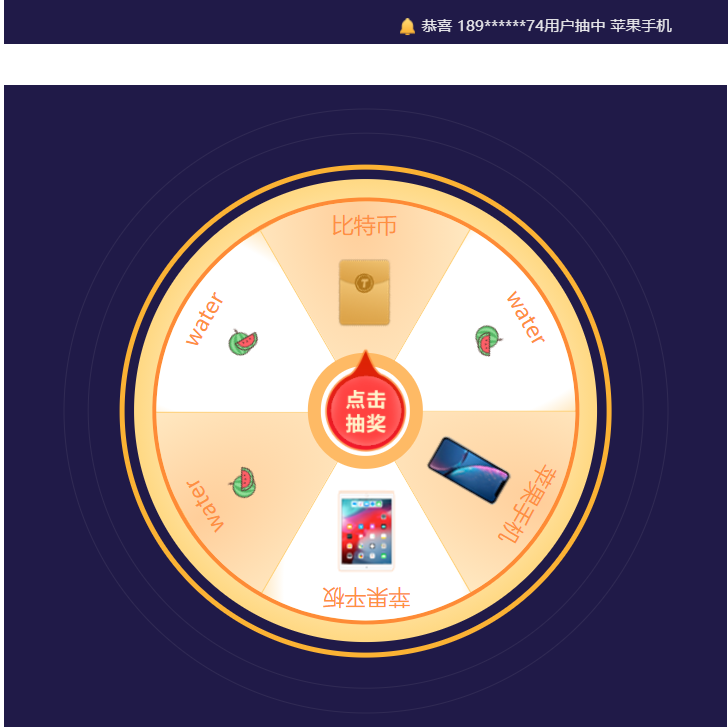 🔔 恭喜 189******74用户抽中 苹果手机
比特币
water
water
点击
抽奖
苹果手机
water
苹果平板